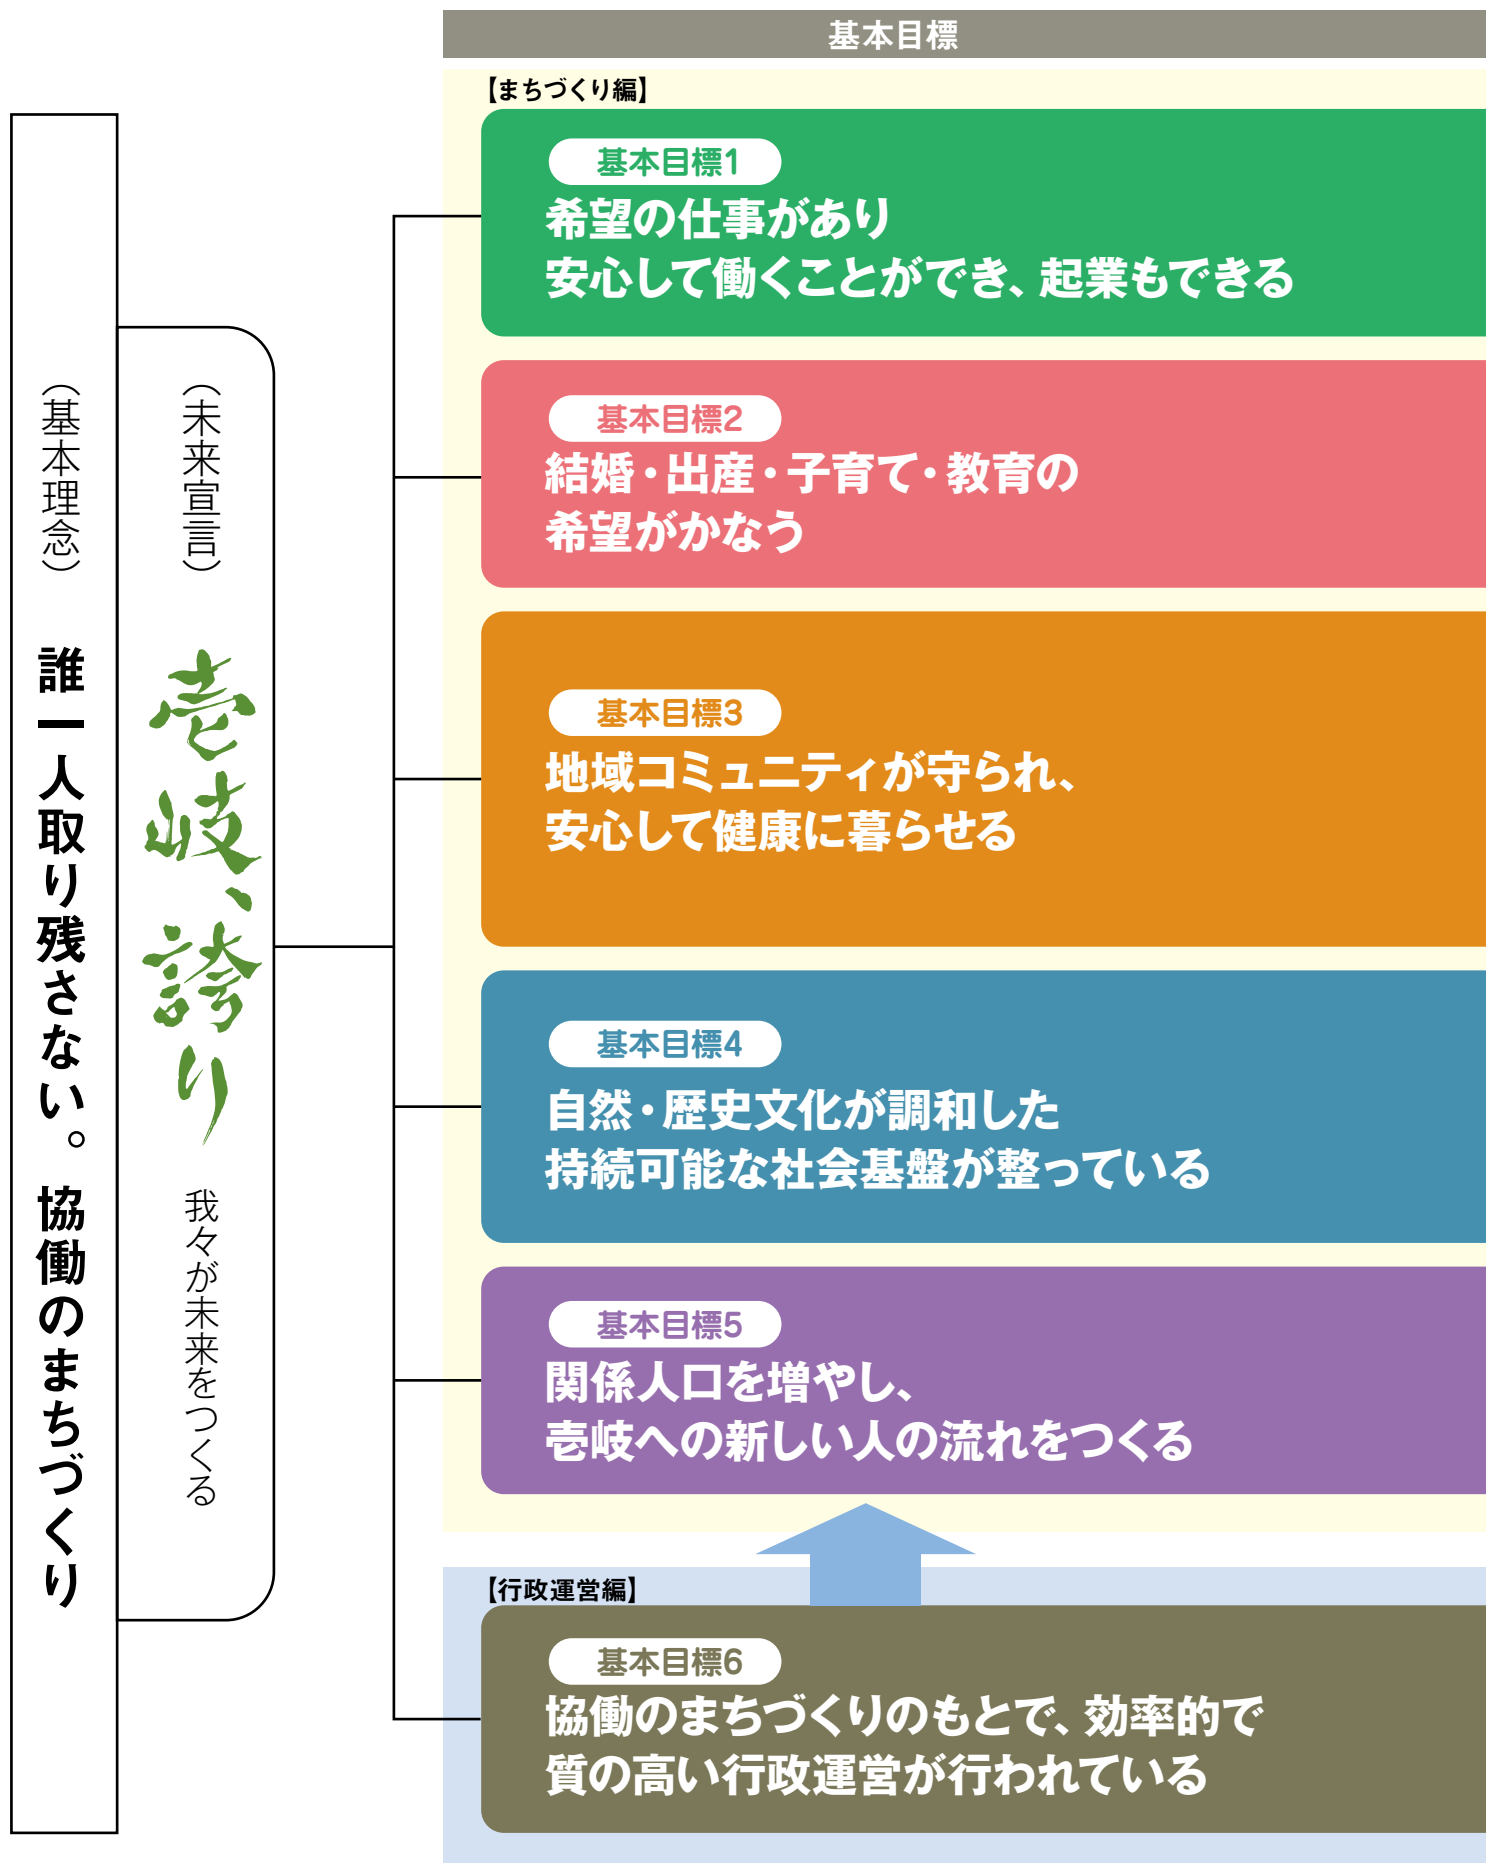 基本目標
（基本理念）　誰一人取り残さない。協働のまちづくり
（未来宣言）　壱岐、誇り　我々が未来をつくる
【まちづくり編】
基本目標1
希望の仕事があり
安心して働くことができ、起業もできる
基本目標2
結婚・出産・子育て・教育の
希望がかなう
基本目標3
地域コミュニティが守られ、
安心して健康に暮らせる
基本目標4
自然・歴史文化が調和した
持続可能な社会基盤が整っている
基本目標5
関係人口を増やし、
壱岐への新しい人の流れをつくる
【行政運営編】
基本目標6
協働のまちづくりのもとで、効率的で
質の高い行政運営が行われている